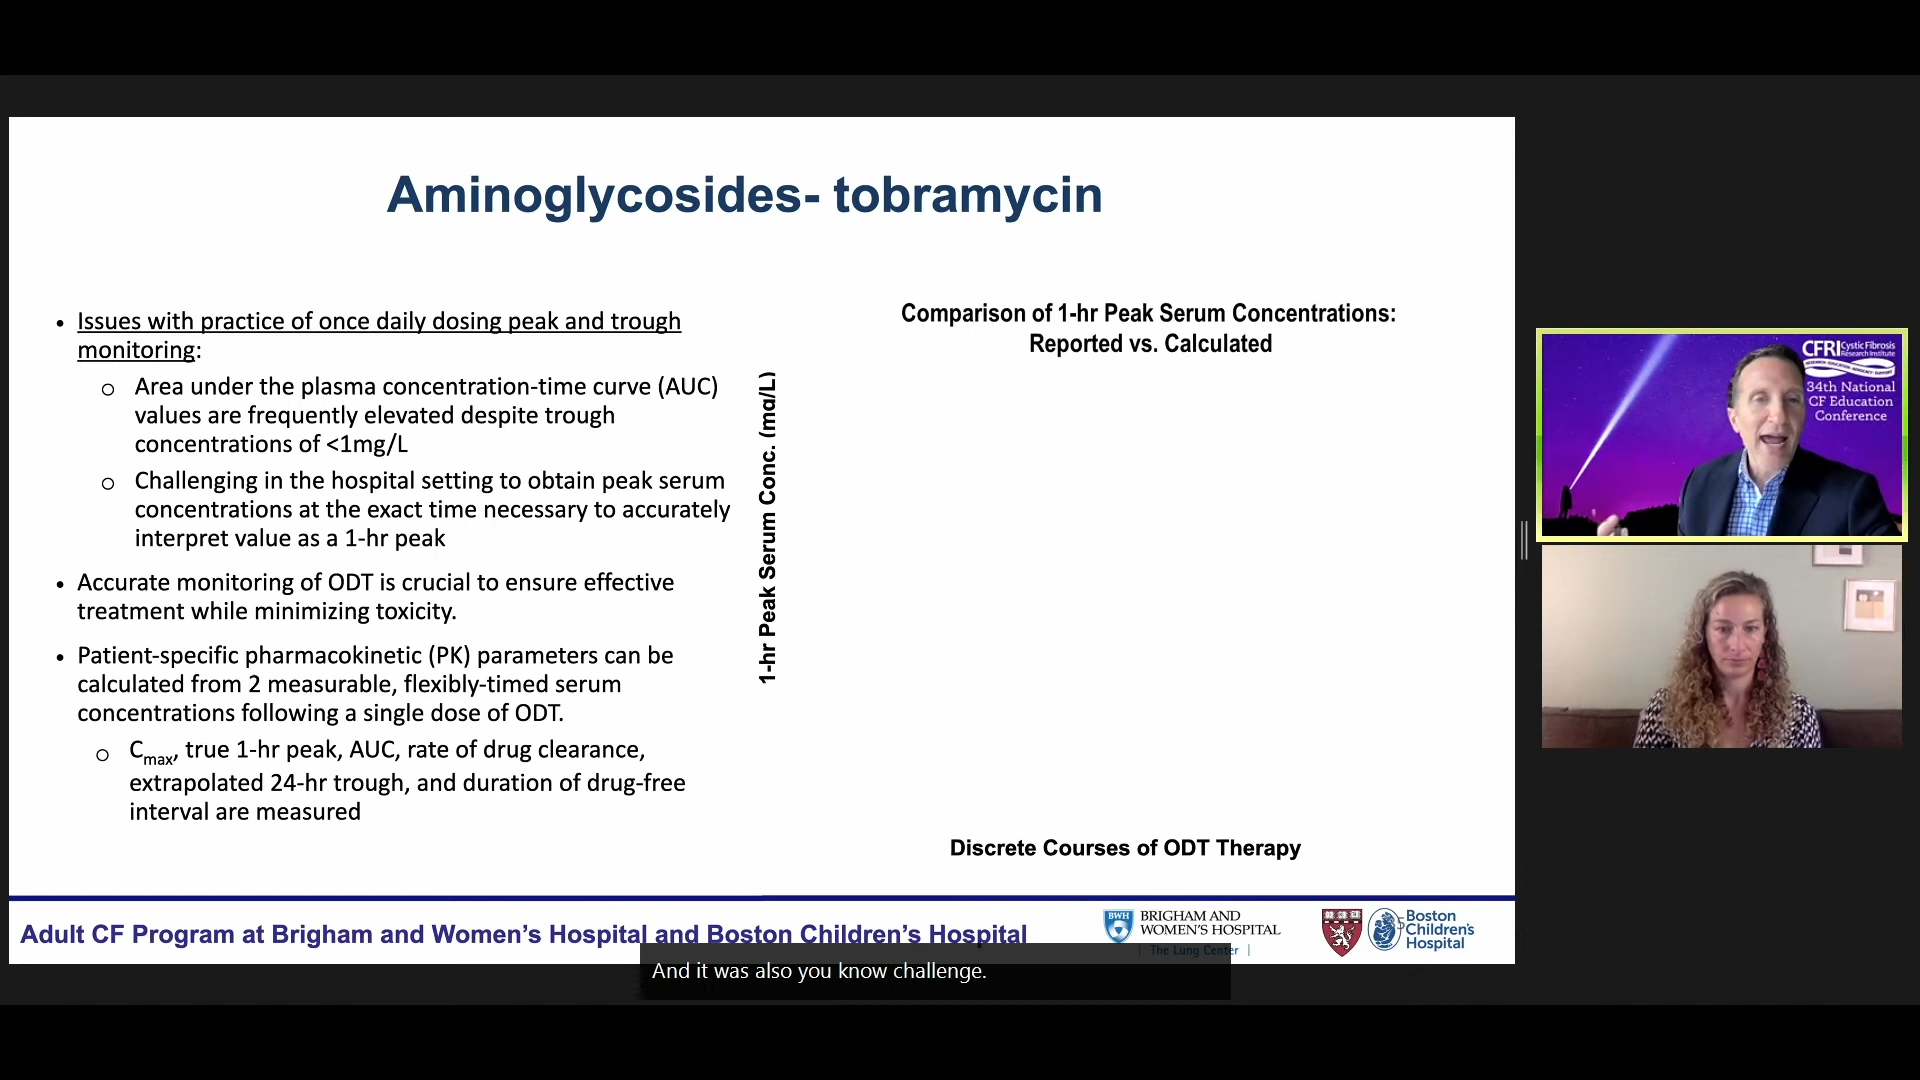 Aminoglycosides- tobramycin
• Issues with practice of once daily dosing peak and trough
monitoring:
o Area under the plasma concentration-time curve (AUC)
values are frequently elevated despite trough
concentrations of <1mg/L
o Challenging in the hospital setting to obtain peak serum
concentrations at the exact time necessary to accurately
interpret value as a 1-hr peak
• Accurate monitoring of ODT is crucial to ensure effective
treatment while minimizing toxicity.
• Patient-specific pharmacokinetic (PK) parameters can be
calculated from 2 measurable, flexibly-timed serum
concentrations following a single dose of ODT.
o Cmax, true 1-hr peak, AUC, rate of drug clearance,
extrapolated 24-hr trough, and duration of drug-free
interval are measured
Comparison of 1-hr Peak Serum Concentrations:
Reported vs. Calculated
1-hr Peak Serum Conc. (mg/L)
Discrete Courses of ODT Therapy
Adult CF Program at Brigham and Women's Hospital and Boston Children's Hospital
BWH
BRIGHAM AND
WOMEN'S HOSPITAL
| The Lung Center |
Boston
Children's
Hospital
And it was also you know challenge.
CFRI Cystic Fibrosis
Research Institute
34th National
CF Education
Conference